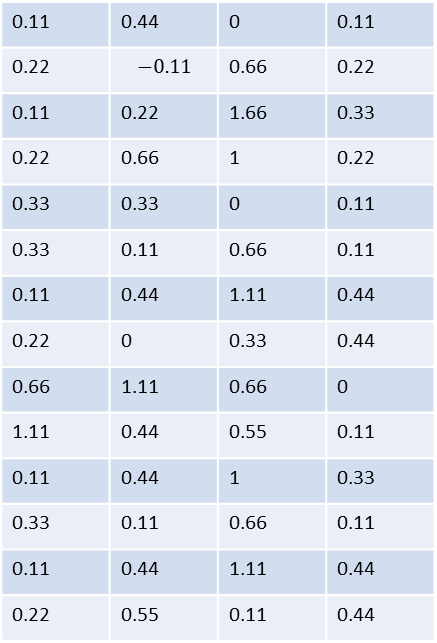 0.11 0.44 0 0.11
0.22 −0.11 0.66 0.22
0.11 0.22 1.66 0.33
0.22 0.66 1 0.22
0.33 0.33 0 0.11
0.33 0.11 0.66 0.11
0.11 0.44 1.11 0.44
0.22 0 0.33 0.44
0.66 1.11 0.66 0
1.11 0.44 0.55 0.11
0.11 0.44 1 0.33
0.33 0.11 0.66 0.11
0.11 0.44 1.11 0.44
0.22 0.55 0.11 0.44